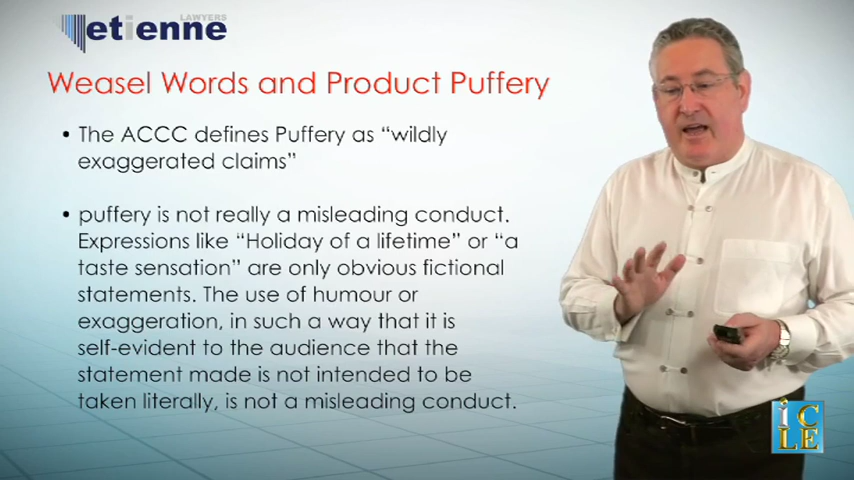 LAWYERS
etienne
Weasel Words and Product Puffery
• The ACCC defines Puffery as “wildly
exaggerated claims”
• puffery is not really a misleading conduct.
Expressions like “Holiday of a lifetime” or “a
taste sensation” are only obvious fictional
statements. The use of humour or
exaggeration, in such a way that it is
self-evident to the audience that the
statement made is not intended to be
taken literally, is not a misleading conduct.
iC
LE